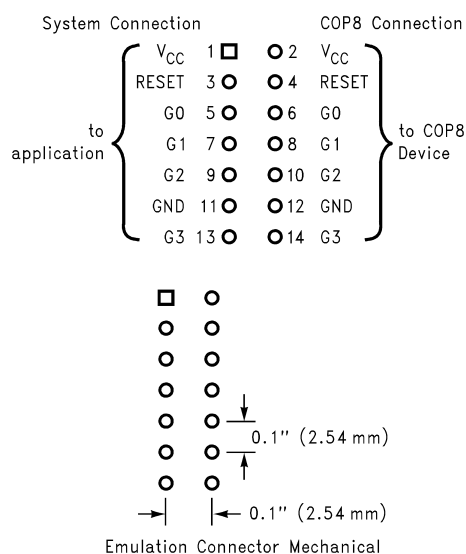 System Connection COP8 Connection
VCC 1 2 VCC
RESET 3 4 RESET
G0 5 6 G0
to application
G1 7 8 G1
to COP8 Device
G2 9 10 G2
GND 11 12 GND
G3 13 14 G3
0.1" (2.54 mm)
0.1" (2.54 mm)
Emulation Connector Mechanical